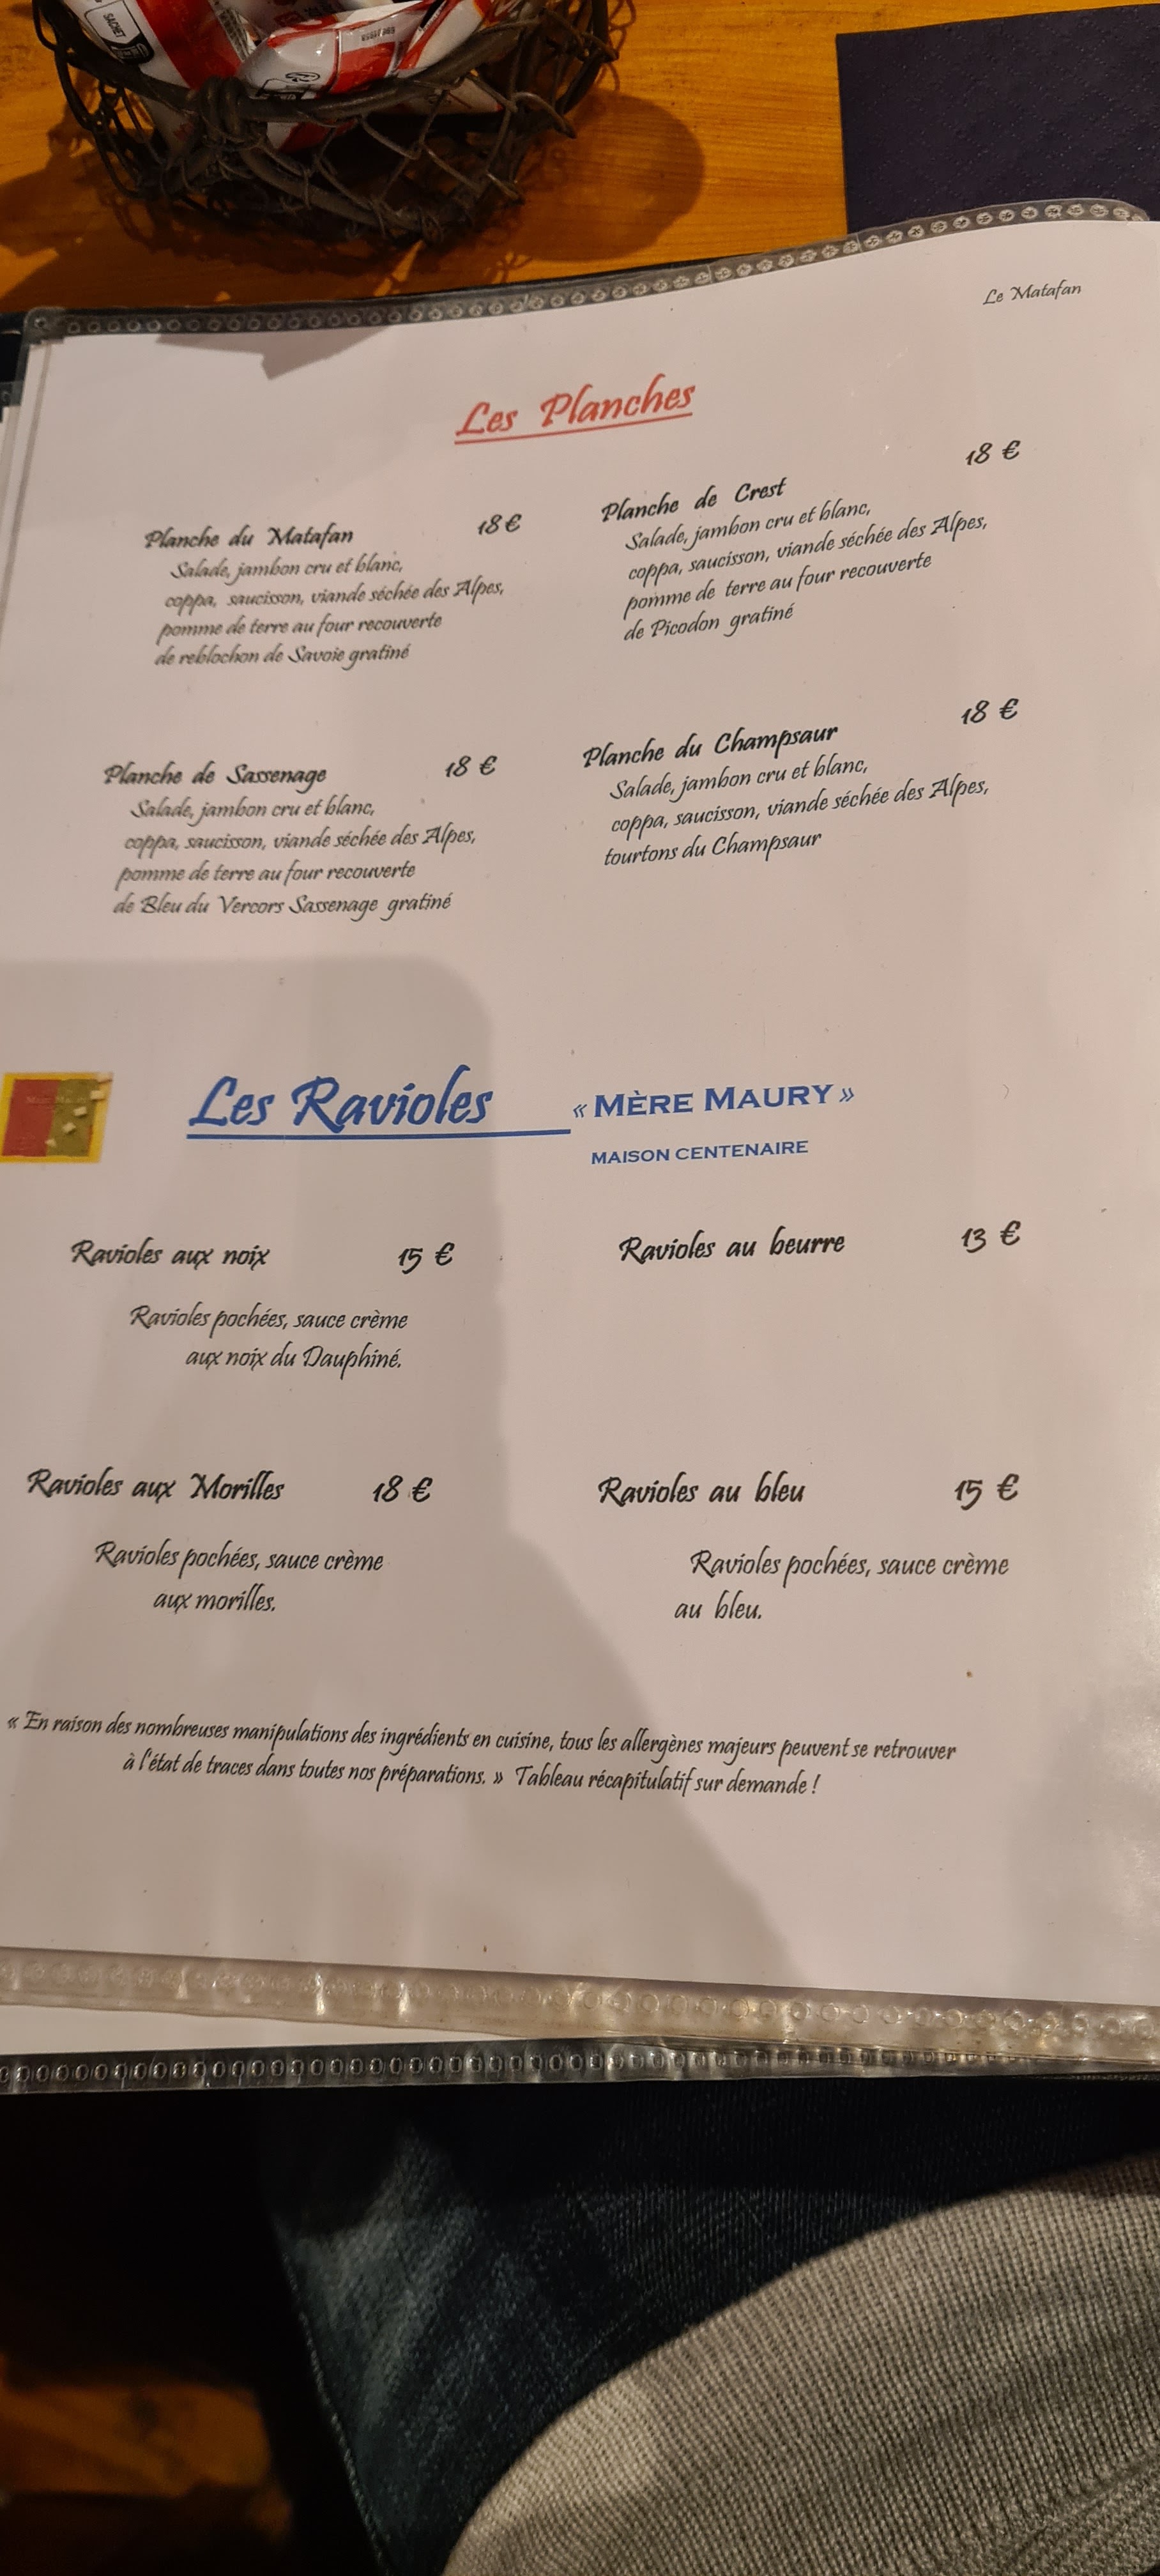 SACHET
Le Matafan
Les Planches
Planche du Matafan 18 €
Salade, jambon cru et blanc,
coppa, saucisson, viande séchée des Alpes,
pomme de terre au four recouverte
de reblochon de Savoie gratiné
Planche de Crest 18 €
Salade, jambon cru et blanc,
coppa, saucisson, viande séchée des Alpes,
pomme de terre au four recouverte
de Picodon gratiné
Planche de Sassenage 18 €
Salade, jambon cru et blanc,
coppa, saucisson, viande séchée des Alpes,
pomme de terre au four recouverte
de Bleu du Vercors Sassenage gratiné
Planche du Champsaur 18 €
Salade, jambon cru et blanc,
coppa, saucisson, viande séchée des Alpes,
tourtons du Champsaur
Les Ravioles « MÈRE MAURY »
MAISON CENTENAIRE
Ravioles aux noix 15 €
Ravioles pochées, sauce crème
aux noix du Dauphiné.
Ravioles au beurre 13 €
Ravioles aux Morilles 18 €
Ravioles pochées, sauce crème
aux morilles.
Ravioles au bleu 15 €
Ravioles pochées, sauce crème
au bleu.
« En raison des nombreuses manipulations des ingrédients en cuisine, tous les allergènes majeurs peuvent se retrouver
à l'état de traces dans toutes nos préparations. » Tableau récapitulatif sur demande !